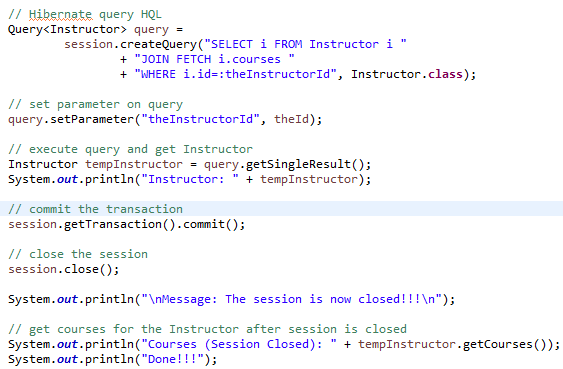 // Hibernate query HQL
Query<Instructor> query =
session.createQuery("SELECT i FROM Instructor i "
+ "JOIN FETCH i.courses "
+ "WHERE i.id=:theInstructorId", Instructor.class);
// set parameter on query
query.setParameter("theInstructorId", theId);
// execute query and get Instructor
Instructor tempInstructor = query.getSingleResult();
System.out.println("Instructor: " + tempInstructor);
// commit the transaction
session.getTransaction().commit();
// close the session
session.close();
System.out.println("\nMessage: The session is now closed!!!\n");
// get courses for the Instructor after session is closed
System.out.println("Courses (Session Closed): " + tempInstructor.getCourses());
System.out.println("Done!!!");